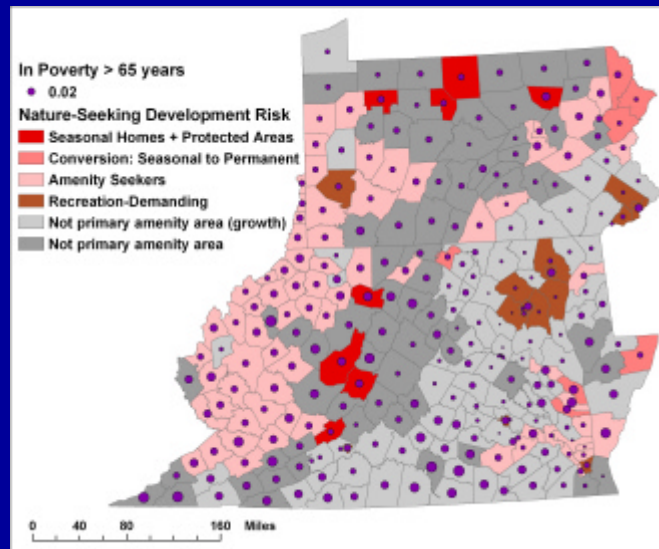 In Poverty > 65 years
0.02
Nature-Seeking Development Risk
Seasonal Homes + Protected Areas
Conversion: Seasonal to Permanent
Amenity Seekers
Recreation-Demanding
Not primary amenity area (growth)
Not primary amenity area
0 40 80 160 Miles